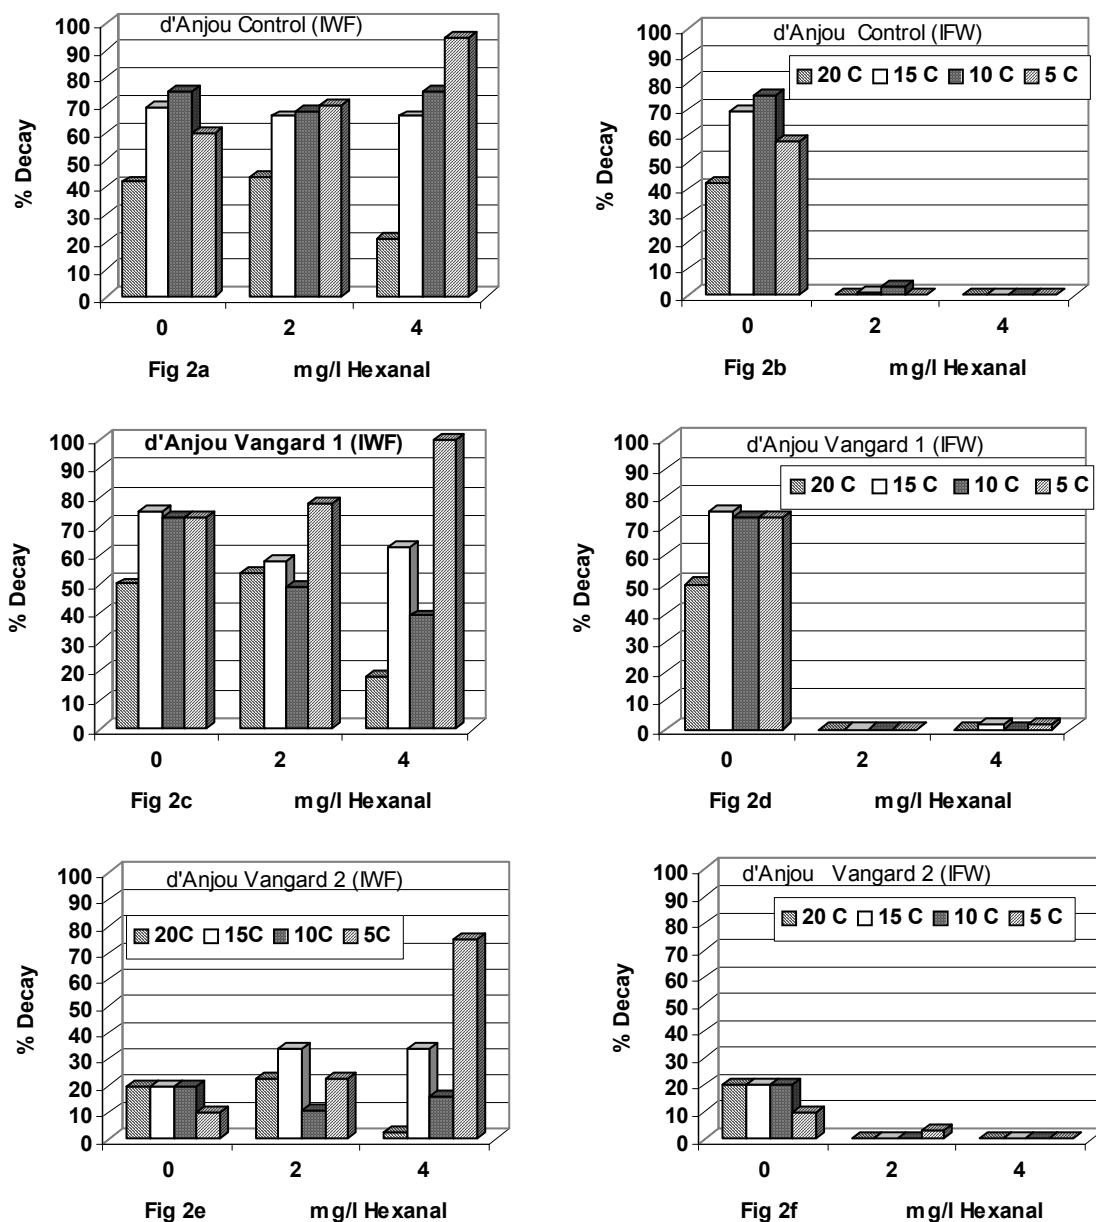 d'Anjou Control (IWF)
% Decay
100
90
80
70
60
50
40
30
20
10
0
0 2 4
Fig 2a mg/l Hexanal
d'Anjou Control (IFW)
20 C 15 C 10 C 5 C
% Decay
100
90
80
70
60
50
40
30
20
10
0
0 2 4
Fig 2b mg/l Hexanal
d'Anjou Vangard 1 (IWF)
% Decay
100
90
80
70
60
50
40
30
20
10
0
0 2 4
Fig 2c mg/l Hexanal
d'Anjou Vangard 1 (IFW)
20 C 15 C 10 C 5 C
% Decay
100
90
80
70
60
50
40
30
20
10
0
0 2 4
Fig 2d mg/l Hexanal
d'Anjou Vangard 2 (IWF)
20C 15C 10C 5C
% Decay
100
90
80
70
60
50
40
30
20
10
0
0 2 4
Fig 2e mg/l Hexanal
d'Anjou Vangard 2 (IFW)
20 C 15 C 10 C 5 C
% Decay
100
90
80
70
60
50
40
30
20
10
0
0 2 4
Fig 2f mg/l Hexanal